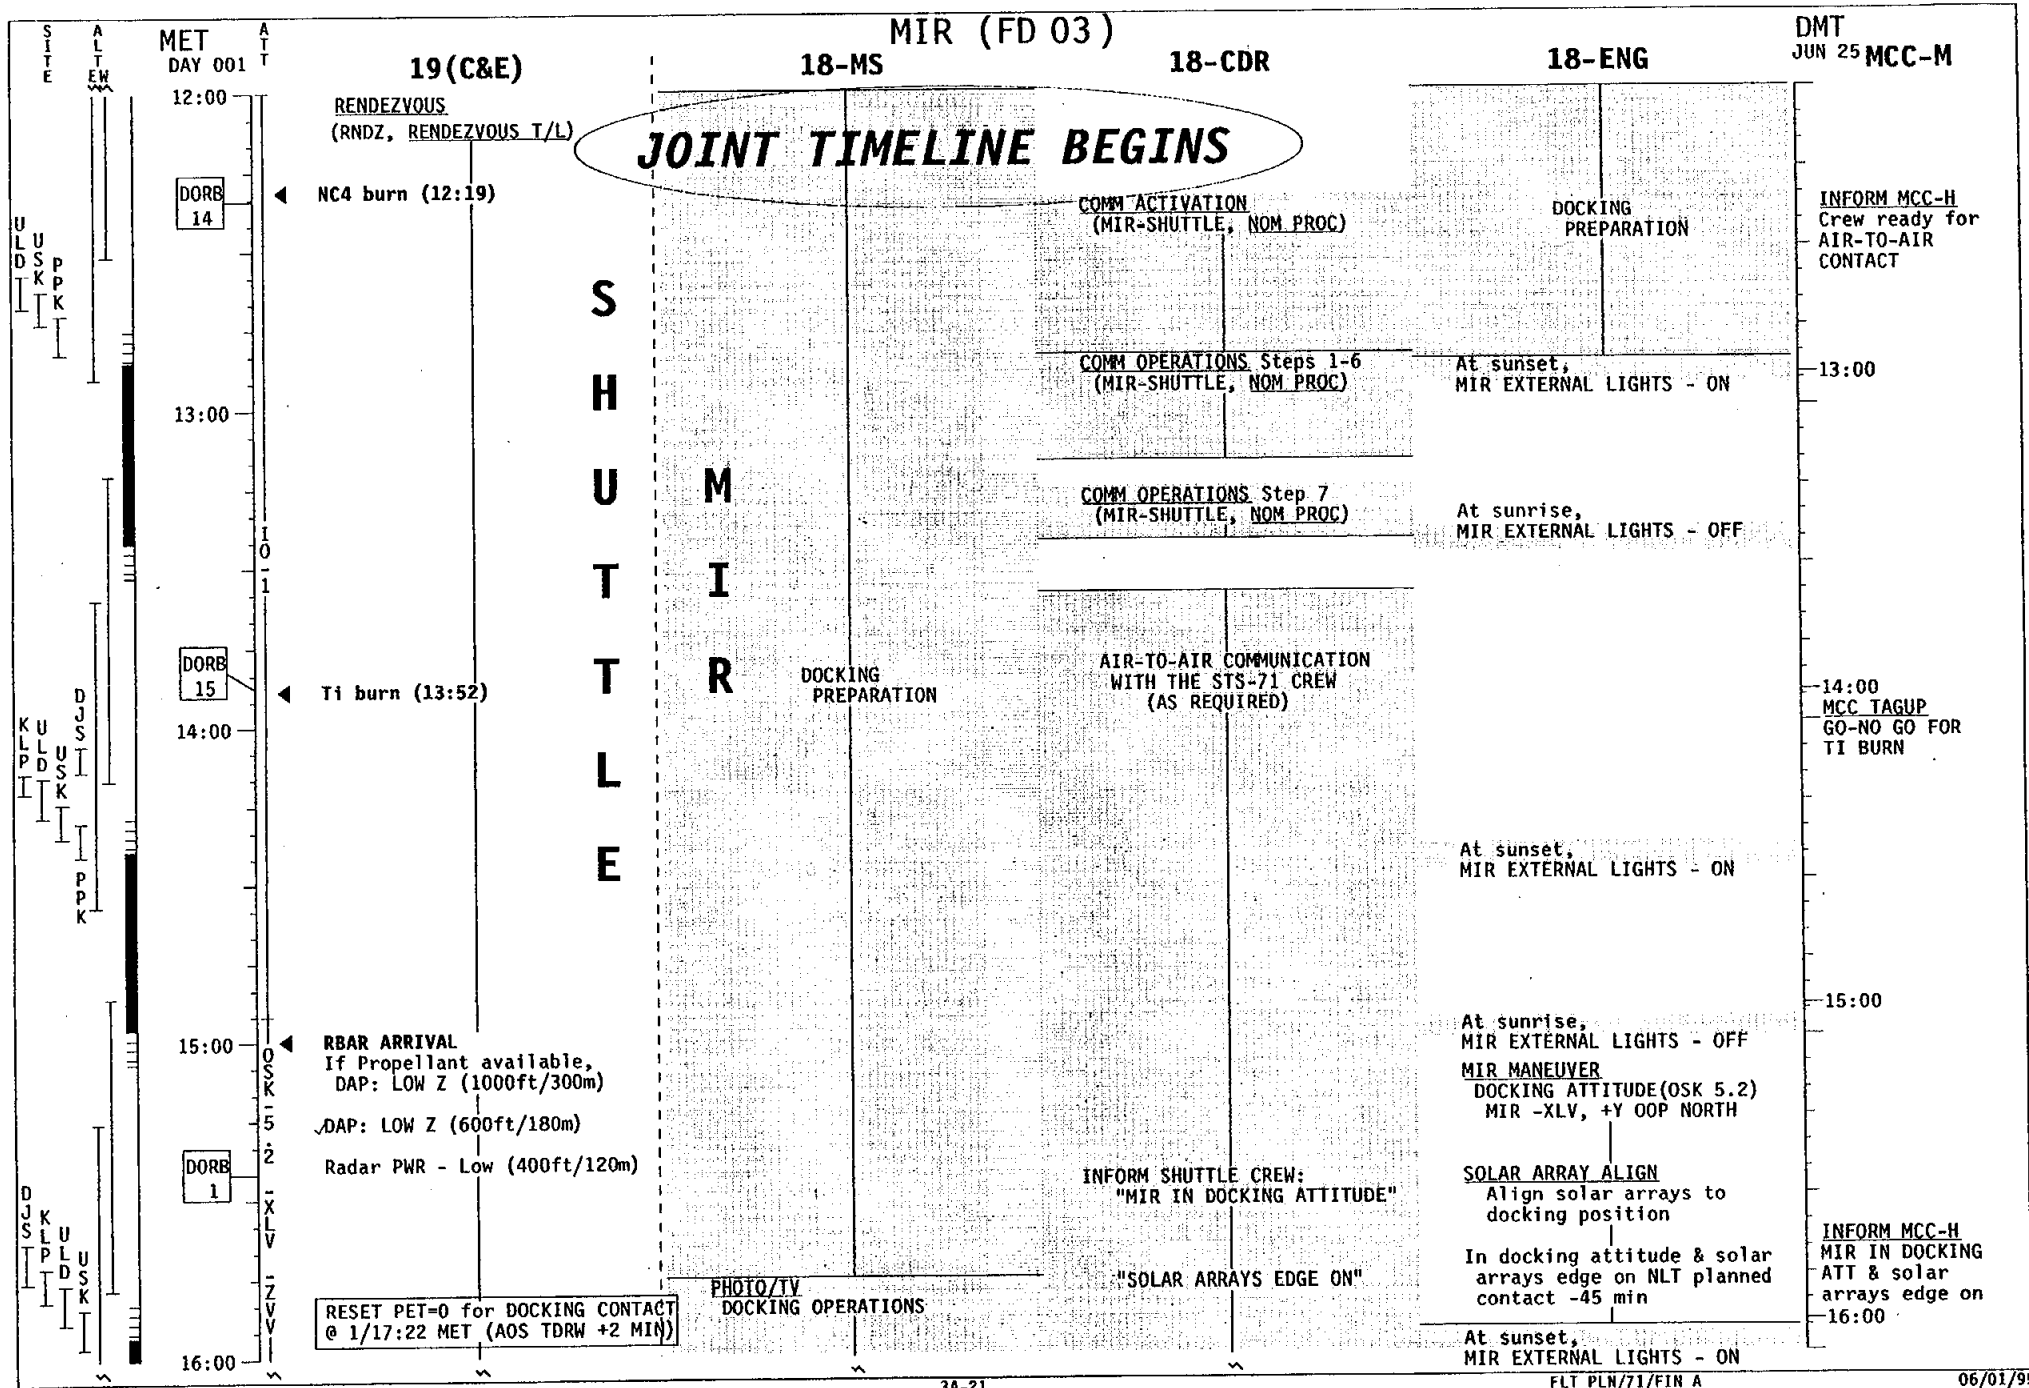 MIR (FD 03)
SITE
ALT
EW
MET
DAY 001
ATT
19(C&E)
18-MS
18-CDR
18-ENG
DMT
JUN 25 MCC-M
12:00
13:00
14:00
15:00
16:00
DORB
14
DORB
15
DORB
1
ULD
USK
PPK
KLP
ULD
USK
DJS
PPK
DJS
KLP
ULD
USK
IO-1
OSK-5.2
-XLV
-ZVV
RENDEZVOUS
(RNDZ, RENDEZVOUS T/L)
JOINT TIMELINE BEGINS
NC4 burn (12:19)
Ti burn (13:52)
RBAR ARRIVAL
If Propellant available,
DAP: LOW Z (1000ft/300m)
✓DAP: LOW Z (600ft/180m)
Radar PWR - Low (400ft/120m)
RESET PET=0 for DOCKING CONTACT
@ 1/17:22 MET (AOS TDRW +2 MIN)
SHUTTLE
MIR
DOCKING
PREPARATION
PHOTO/TV
DOCKING OPERATIONS
COMM ACTIVATION
(MIR-SHUTTLE, NOM PROC)
COMM OPERATIONS Steps 1-6
(MIR-SHUTTLE, NOM PROC)
COMM OPERATIONS Step 7
(MIR-SHUTTLE, NOM PROC)
AIR-TO-AIR COMMUNICATION
WITH THE STS-71 CREW
(AS REQUIRED)
INFORM SHUTTLE CREW:
"MIR IN DOCKING ATTITUDE"
"SOLAR ARRAYS EDGE ON"
DOCKING
PREPARATION
At sunset,
MIR EXTERNAL LIGHTS - ON
At sunrise,
MIR EXTERNAL LIGHTS - OFF
At sunset,
MIR EXTERNAL LIGHTS - ON
At sunrise,
MIR EXTERNAL LIGHTS - OFF
MIR MANEUVER
DOCKING ATTITUDE(OSK 5.2)
MIR -XLV, +Y OOP NORTH
SOLAR ARRAY ALIGN
Align solar arrays to
docking position
In docking attitude & solar
arrays edge on NLT planned
contact -45 min
At sunset,
MIR EXTERNAL LIGHTS - ON
INFORM MCC-H
Crew ready for
AIR-TO-AIR
CONTACT
13:00
14:00
MCC TAGUP
GO-NO GO FOR
TI BURN
15:00
INFORM MCC-H
MIR IN DOCKING
ATT & solar
arrays edge on
16:00
3A-21
FLT PLN/71/FIN A
06/01/9